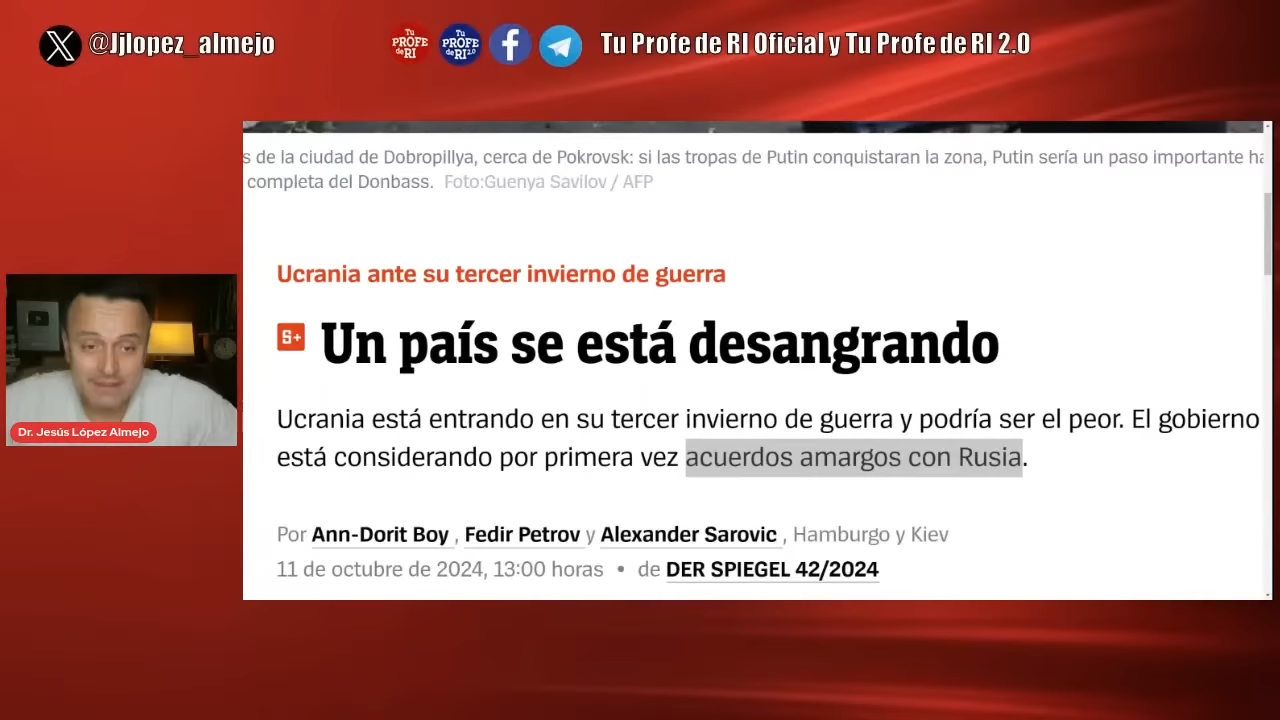 @Jjlopez_almejo
Tu PROFE de RI
Tu PROFE de RI 2.0
Tu Profe de RI Oficial y Tu Profe de RI 2.0
s de la ciudad de Dobropillya, cerca de Pokrovsk: si las tropas de Putin conquistaran la zona, Putin sería un paso importante ha
completa del Donbass. Foto:Guenya Savilov / AFP
Ucrania ante su tercer invierno de guerra
S+ Un país se está desangrando
Ucrania está entrando en su tercer invierno de guerra y podría ser el peor. El gobierno
está considerando por primera vez acuerdos amargos con Rusia.
Por Ann-Dorit Boy , Fedir Petrov y Alexander Sarovic , Hamburgo y Kiev
11 de octubre de 2024, 13:00 horas • de DER SPIEGEL 42/2024
Dr. Jesús López Almejo